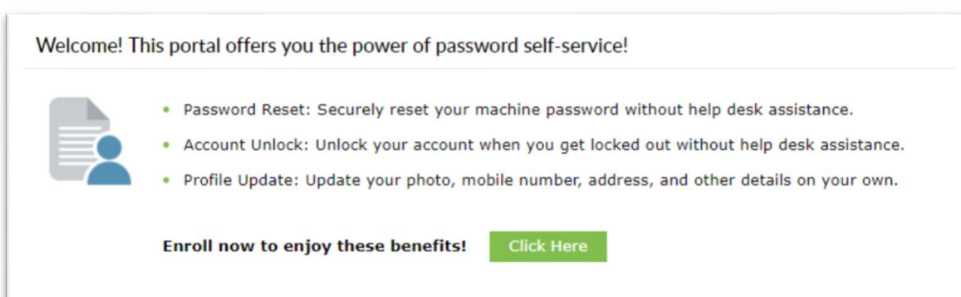 Welcome! This portal offers you the power of password self-service!
Password Reset: Securely reset your machine password without help desk assistance.
Account Unlock: Unlock your account when you get locked out without help desk assistance.
Profile Update: Update your photo, mobile number, address, and other details on your own.
Enroll now to enjoy these benefits! Click Here